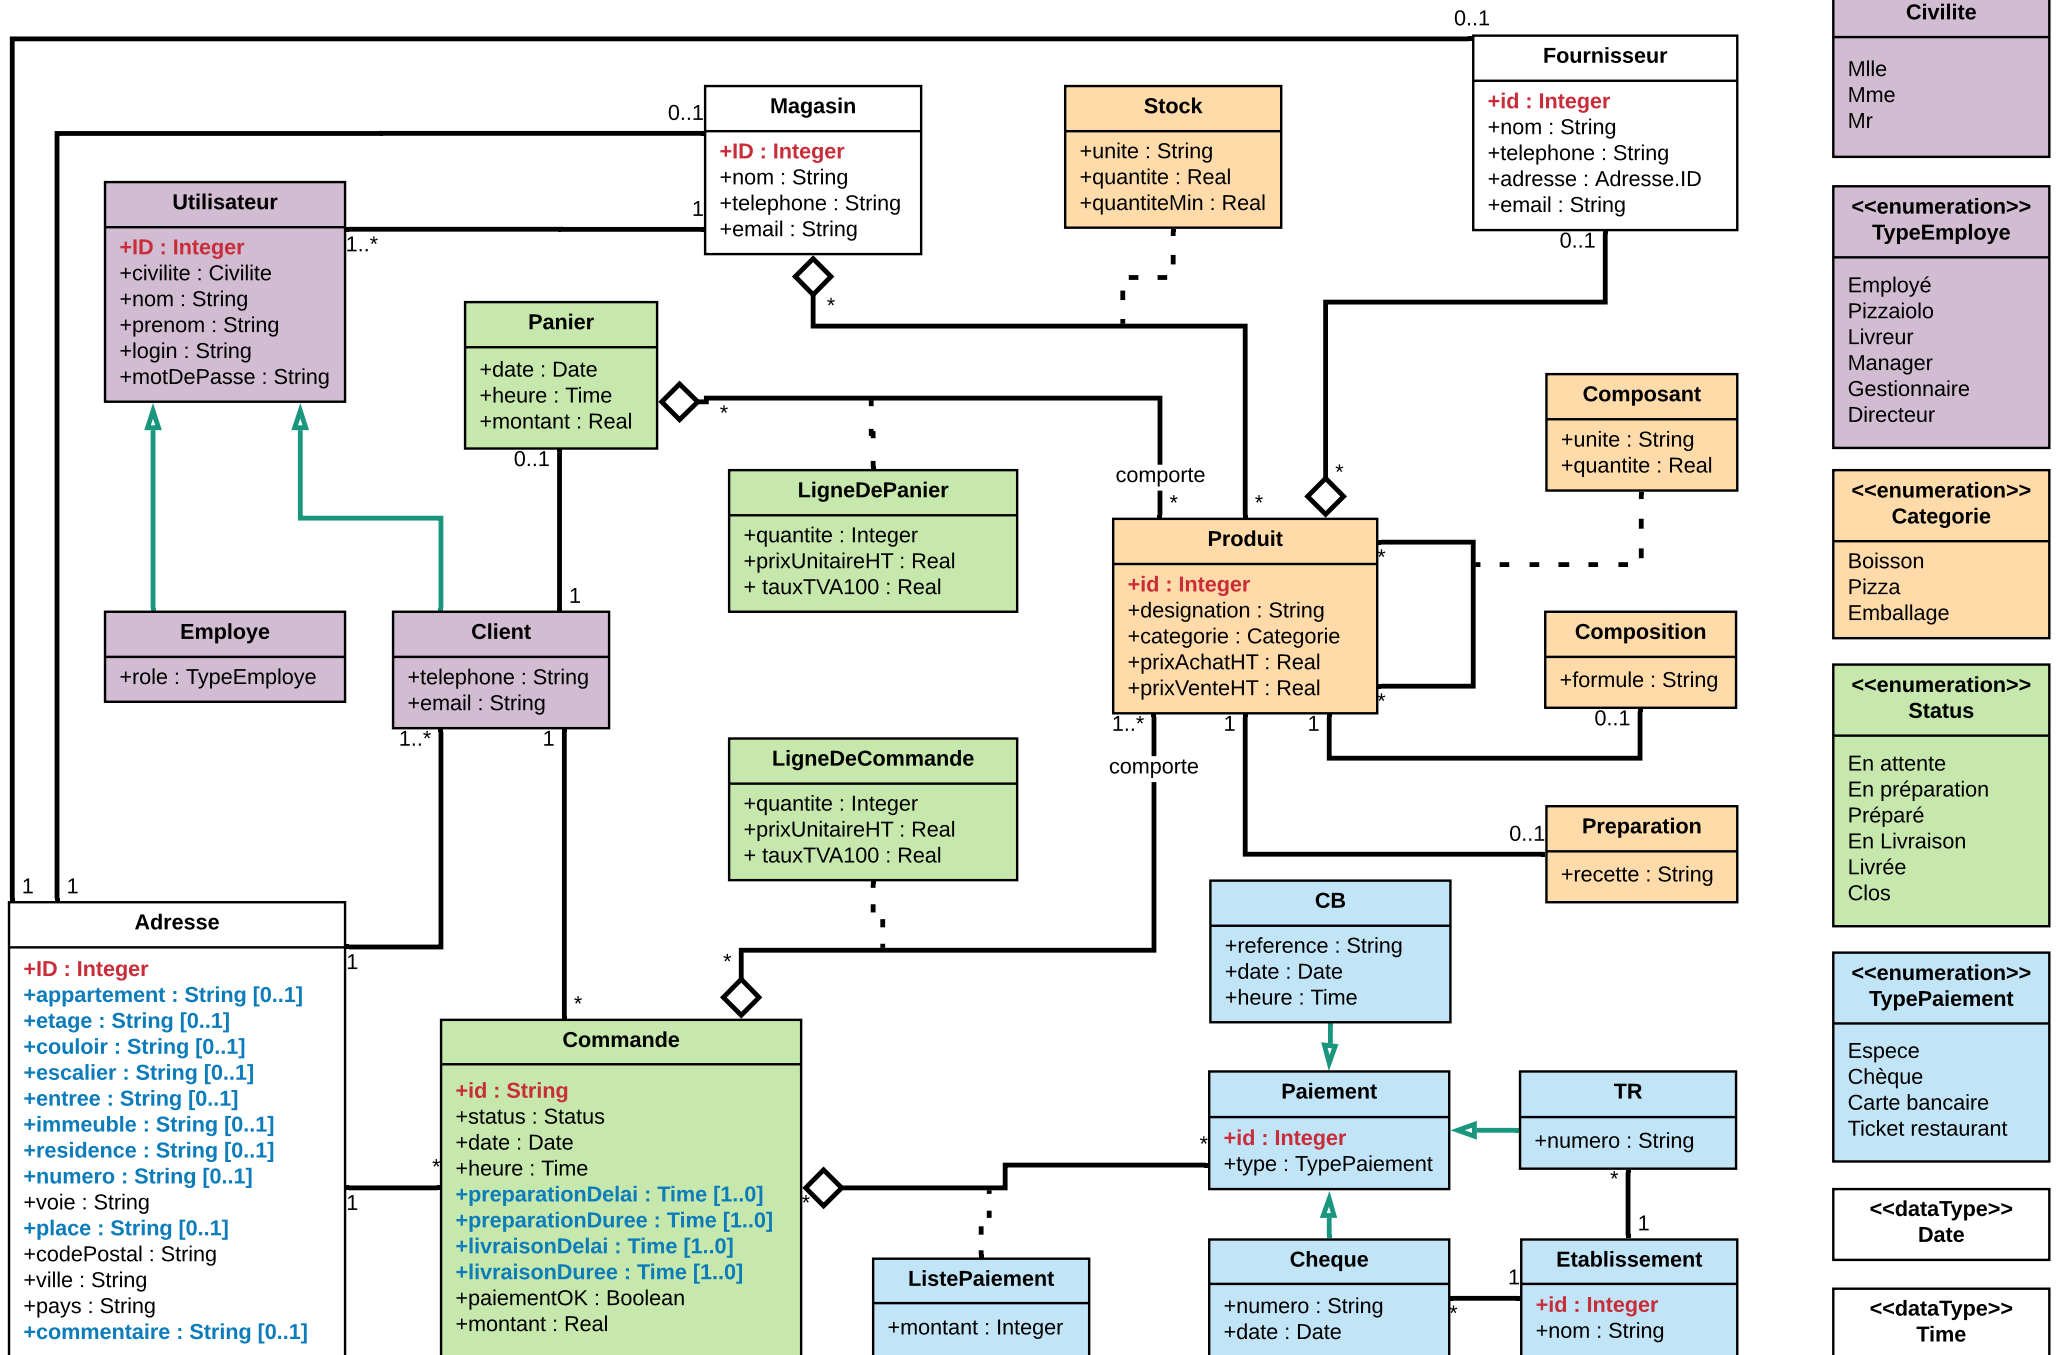 0..1
Civilite
Mlle
Mme
Mr
Fournisseur
+id : Integer
+nom : String
+telephone : String
+adresse : Adresse.ID
+email : String
0..1
0..1
Magasin
+ID : Integer
+nom : String
+telephone : String
+email : String
1
*
Stock
+unite : String
+quantite : Real
+quantiteMin : Real
Utilisateur
+ID : Integer
+civilite : Civilite
+nom : String
+prenom : String
+login : String
+motDePasse : String
1..*
<<enumeration>>
TypeEmploye
Employé
Pizzaiolo
Livreur
Manager
Gestionnaire
Directeur
Panier
+date : Date
+heure : Time
+montant : Real
0..1
*
Composant
+unite : String
+quantite : Real
LigneDePanier
+quantite : Integer
+prixUnitaireHT : Real
+ tauxTVA100 : Real
comporte
*
*
*
<<enumeration>>
Categorie
Boisson
Pizza
Emballage
Produit
+id : Integer
+designation : String
+categorie : Categorie
+prixAchatHT : Real
+prixVenteHT : Real
*
*
1..*
1
1
comporte
Employe
+role : TypeEmploye
1
Client
+telephone : String
+email : String
1..*
1
Composition
+formule : String
0..1
<<enumeration>>
Status
En attente
En préparation
Préparé
En Livraison
Livrée
Clos
LigneDeCommande
+quantite : Integer
+prixUnitaireHT : Real
+ tauxTVA100 : Real
0..1
Preparation
+recette : String
1
1
Adresse
+ID : Integer
+appartement : String [0..1]
+etage : String [0..1]
+couloir : String [0..1]
+escalier : String [0..1]
+entree : String [0..1]
+immeuble : String [0..1]
+residence : String [0..1]
+numero : String [0..1]
+voie : String
+place : String [0..1]
+codePostal : String
+ville : String
+pays : String
+commentaire : String [0..1]
1
1
*
*
*
Commande
+id : String
+status : Status
+date : Date
+heure : Time
+preparationDelai : Time [1..0]
+preparationDuree : Time [1..0]
+livraisonDelai : Time [1..0]
+livraisonDuree : Time [1..0]
+paiementOK : Boolean
+montant : Real
*
CB
+reference : String
+date : Date
+heure : Time
<<enumeration>>
TypePaiement
Espece
Chèque
Carte bancaire
Ticket restaurant
*
Paiement
+id : Integer
+type : TypePaiement
TR
+numero : String
*
1
ListePaiement
+montant : Integer
Cheque
+numero : String
+date : Date
*
1
Etablissement
+id : Integer
+nom : String
<<dataType>>
Date
<<dataType>>
Time